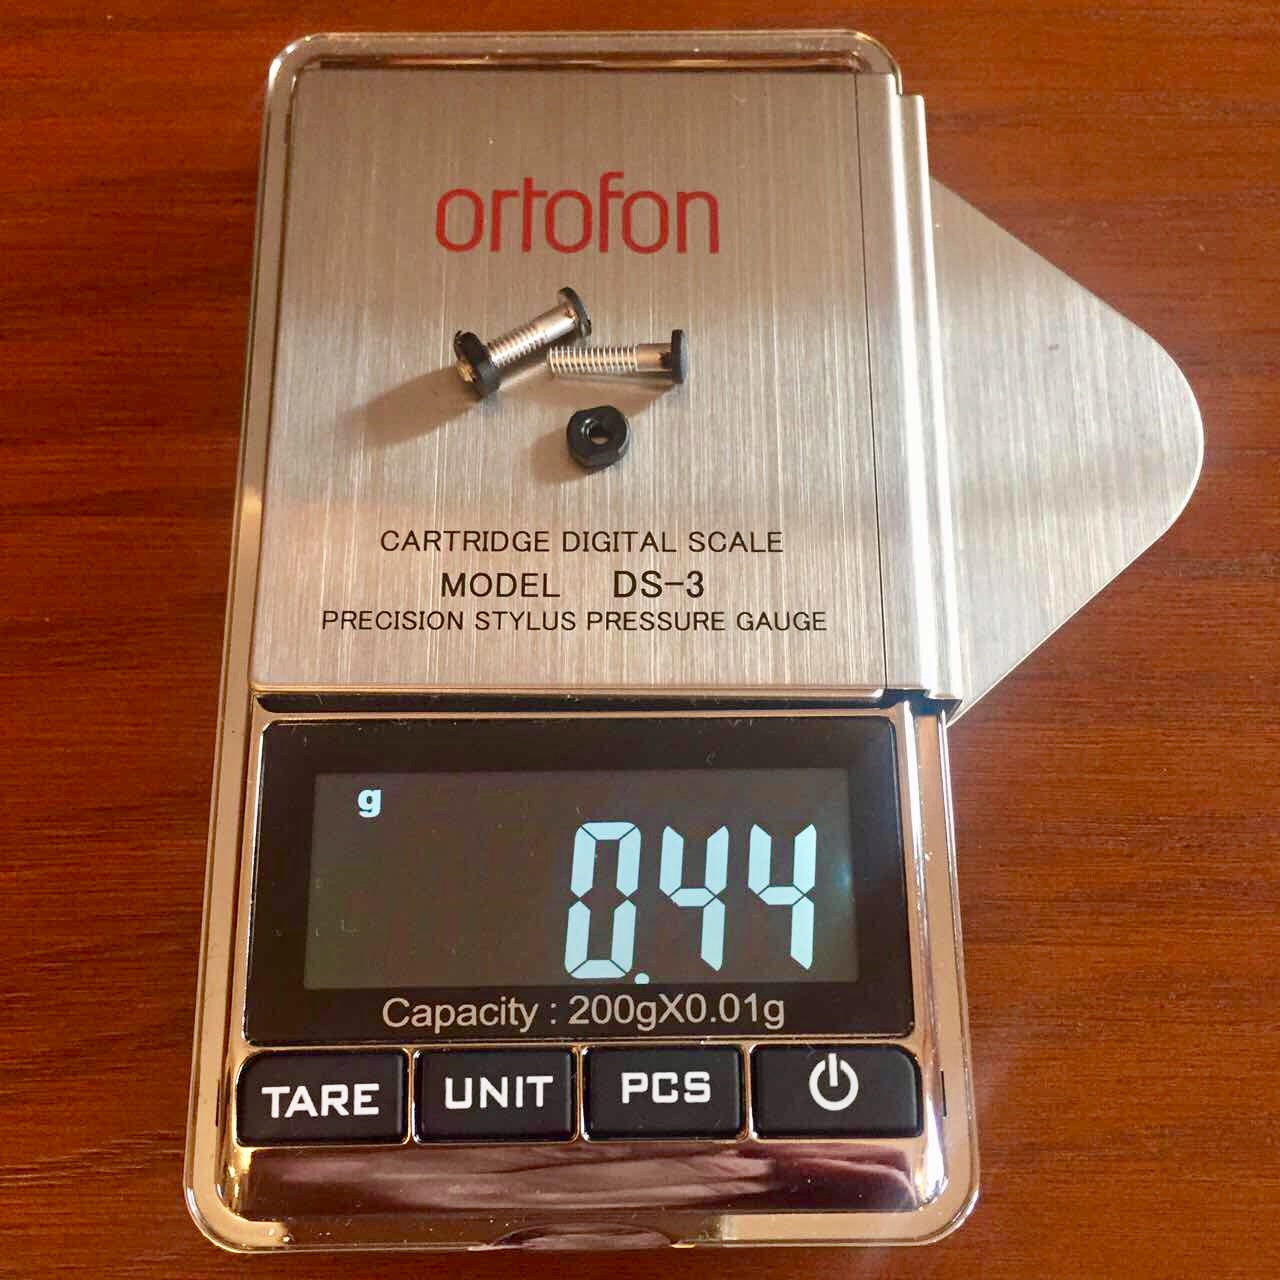 ortofon
CARTRIDGE DIGITAL SCALE
MODEL DS-3
PRECISION STYLUS PRESSURE GAUGE
g
0.44
Capacity : 200gX0.01g
TARE UNIT PCS